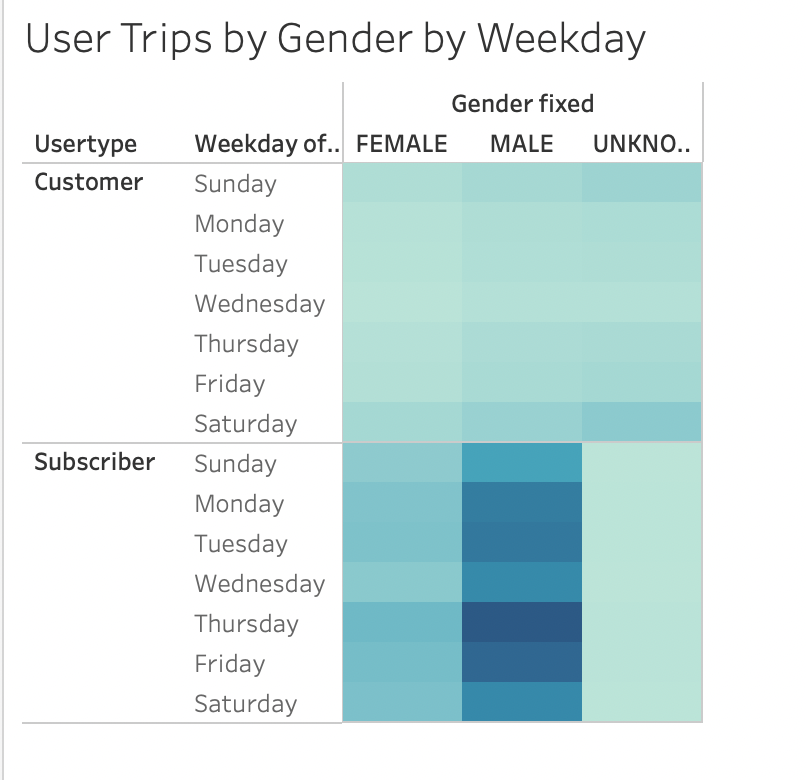 User Trips by Gender by Weekday
Gender fixed
Usertype Weekday of.. FEMALE MALE UNKNO..
Customer Sunday
Monday
Tuesday
Wednesday
Thursday
Friday
Saturday
Subscriber Sunday
Monday
Tuesday
Wednesday
Thursday
Friday
Saturday